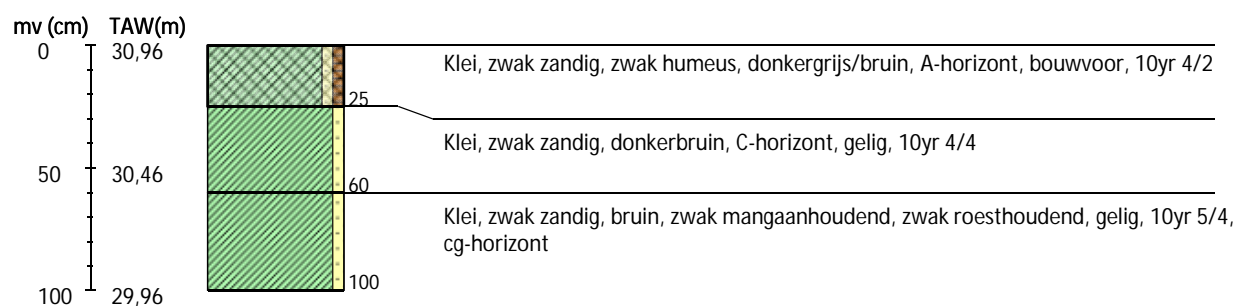 mv (cm) TAW(m)
0 30,96
Klei, zwak zandig, zwak humeus, donkergrijs/bruin, A-horizont, bouwvoor, 10yr 4/2
25
Klei, zwak zandig, donkerbruin, C-horizont, gelig, 10yr 4/4
50 30,46
60
Klei, zwak zandig, bruin, zwak mangaanhoudend, zwak roesthoudend, gelig, 10yr 5/4,
cg-horizont
100
100 29,96